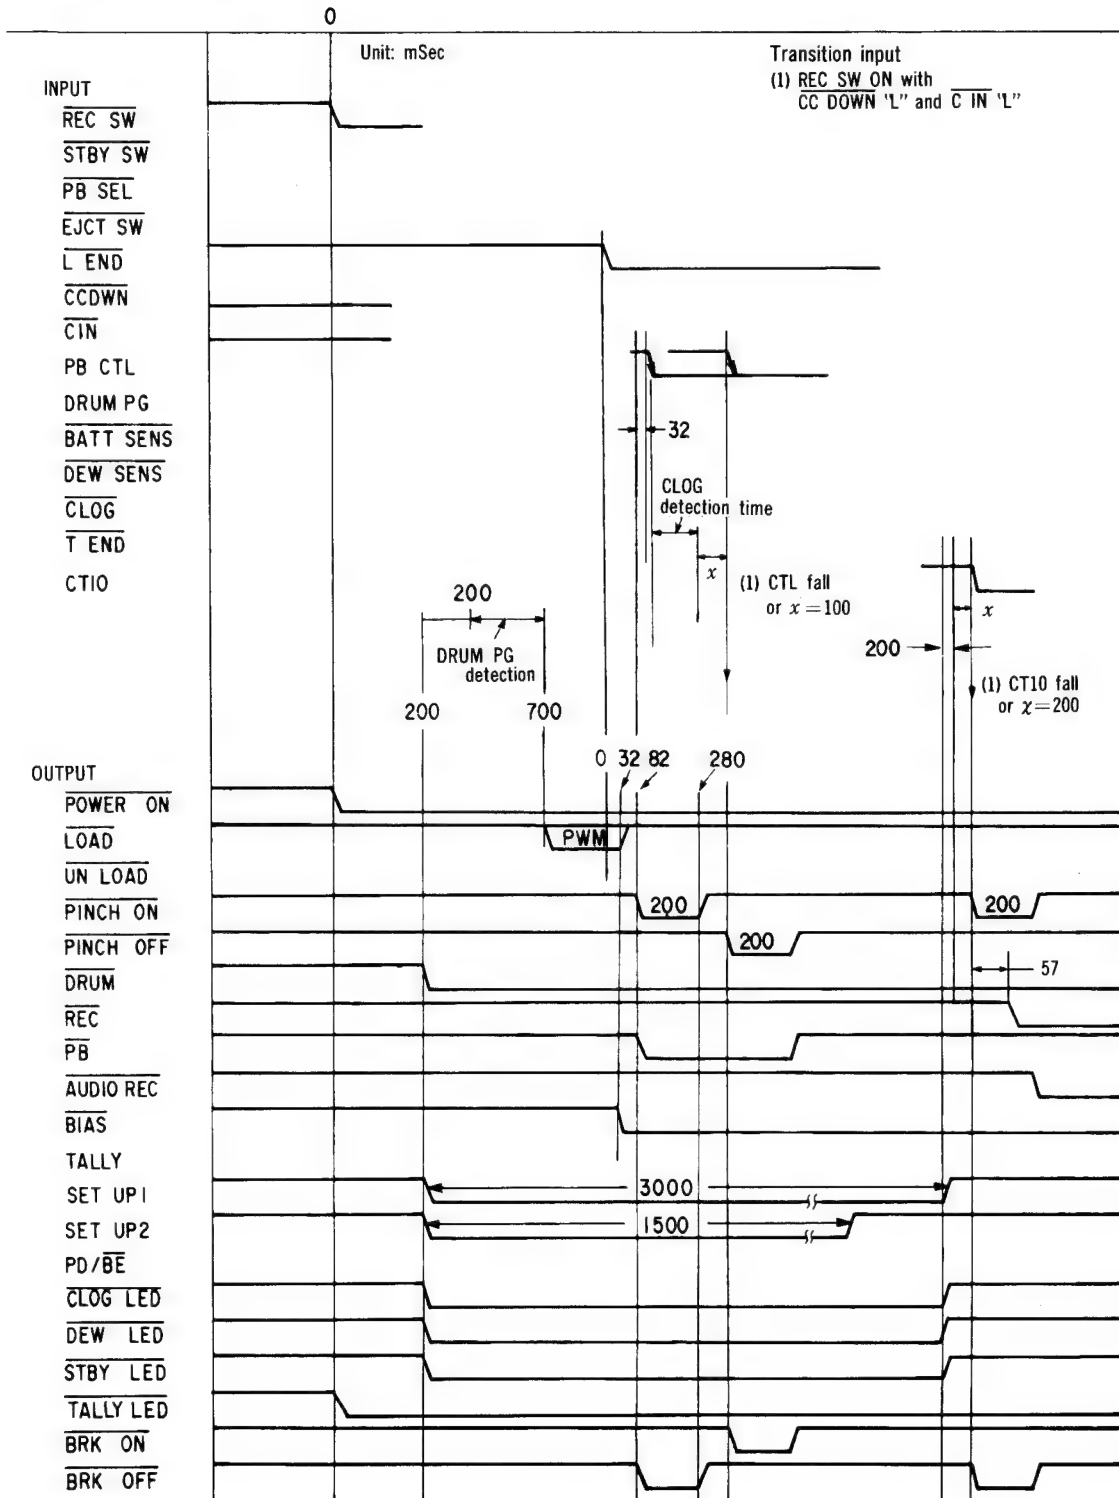 0
Unit: mSec
Transition input
(1) REC SW ON with
CC DOWN "L" and C IN "L"
INPUT
REC SW
STBY SW
PB SEL
EJCT SW
L END
CCDWN
CIN
PB CTL
DRUM PG
BATT SENS
32
DEW SENS
CLOG
CLOG
detection time
T END
CTIO
x
(1) CTL fall
or x=100
x
200
200
DRUM PG
detection
(1) CT10 fall
or x=200
200
700
0 32 82
280
OUTPUT
POWER ON
LOAD
PWM
UN LOAD
PINCH ON
200
200
PINCH OFF
200
DRUM
57
REC
PB
AUDIO REC
BIAS
TALLY
SET UP1
3000
SET UP2
1500
PD/BE
CLOG LED
DEW LED
STBY LED
TALLY LED
BRK ON
BRK OFF